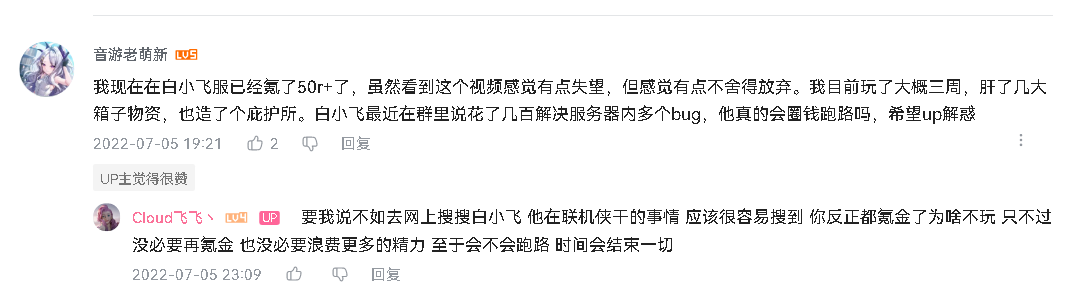 音游老萌新 LV5
我现在在白小飞服已经氪了50r+了，虽然看到这个视频感觉有点失望，但感觉有点不舍得放弃。我目前玩了大概三周，肝了几大
箱子物资，也造了个庇护所。白小飞最近在群里说花了几百解决服务器内多个bug，他真的会圈钱跑路吗，希望up解惑
2022-07-05 19:21 2 回复
UP主觉得很赞
Cloud飞飞丶 LV4 UP 要我说不如去网上搜搜白小飞 他在联机侠干的事情 应该很容易搜到 你反正都氪金了为啥不玩 只不过
没必要再氪金 也没必要浪费更多的精力 至于会不会跑路 时间会结束一切
2022-07-05 23:09 回复